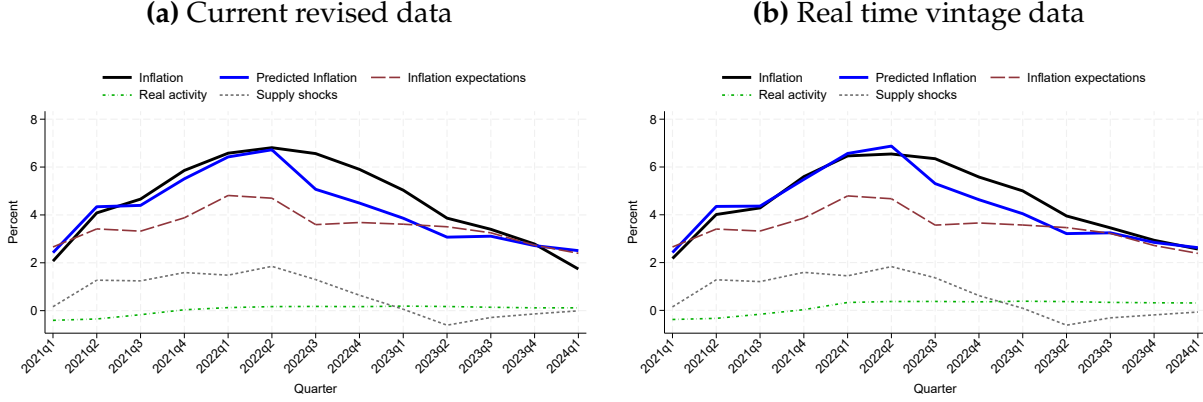 (a) Current revised data
Inflation Predicted Inflation Inflation expectations
Real activity Supply shocks
8
6
4
2
0
Percent
2021q1 2021q2 2021q3 2021q4 2022q1 2022q2 2022q3 2022q4 2023q1 2023q2 2023q3 2023q4 2024q1
Quarter
(b) Real time vintage data
Inflation Predicted Inflation Inflation expectations
Real activity Supply shocks
8
6
4
2
0
Percent
2021q1 2021q2 2021q3 2021q4 2022q1 2022q2 2022q3 2022q4 2023q1 2023q2 2023q3 2023q4 2024q1
Quarter